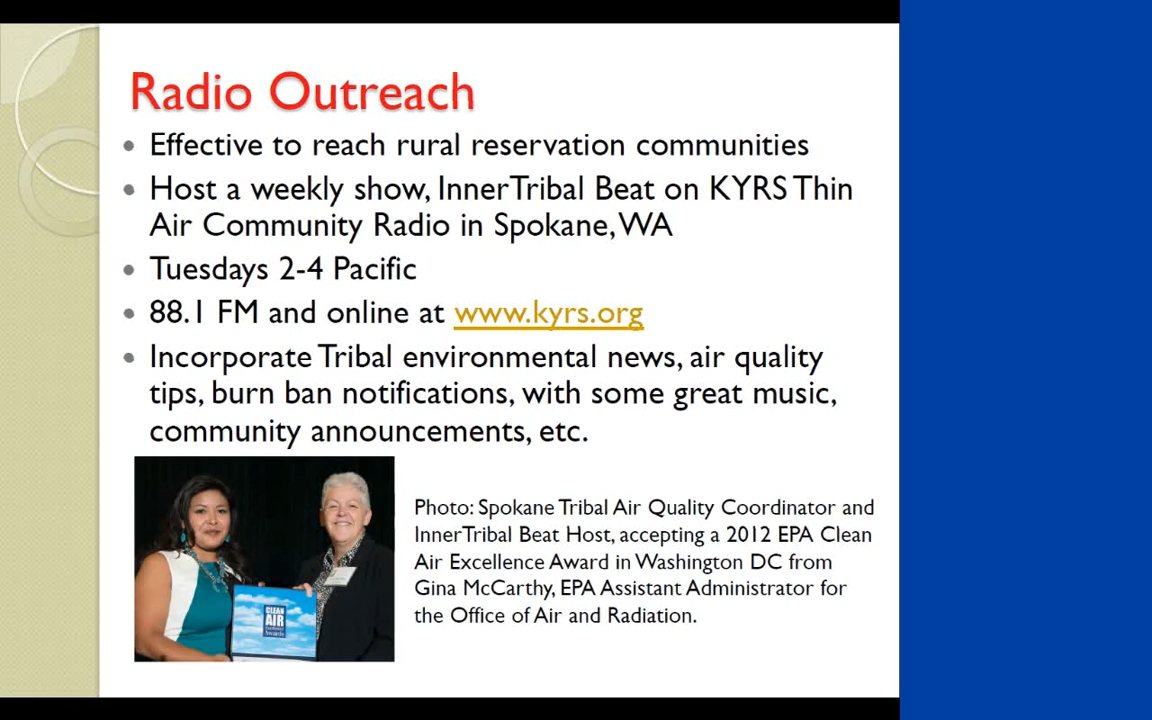 Radio Outreach
• Effective to reach rural reservation communities
• Host a weekly show, InnerTribal Beat on KYRS Thin
Air Community Radio in Spokane, WA
• Tuesdays 2-4 Pacific
• 88.1 FM and online at www.kyrs.org
• Incorporate Tribal environmental news, air quality
tips, burn ban notifications, with some great music,
community announcements, etc.
CLEAN
AIR
Excellence
Awards
Photo: Spokane Tribal Air Quality Coordinator and
InnerTribal Beat Host, accepting a 2012 EPA Clean
Air Excellence Award in Washington DC from
Gina McCarthy, EPA Assistant Administrator for
the Office of Air and Radiation.